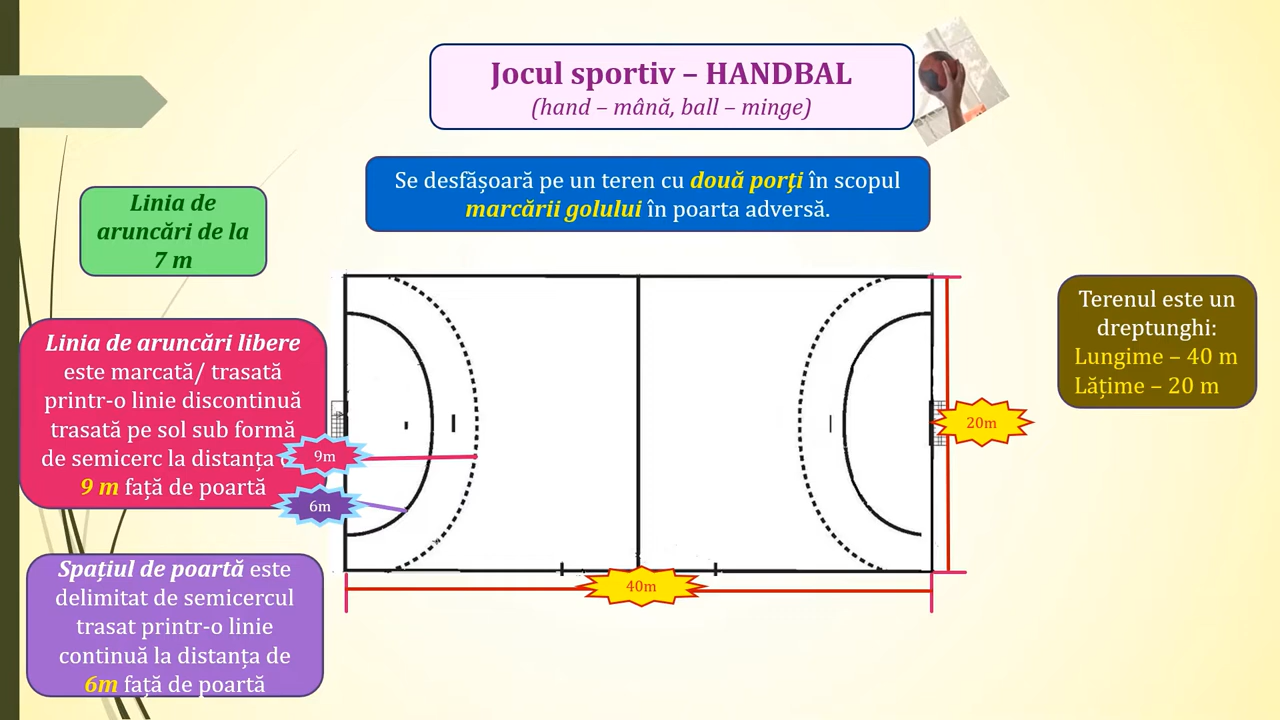 Jocul sportiv – HANDBAL
(hand – mână, ball – minge)
Se desfășoară pe un teren cu două porți în scopul
marcării golului în poarta adversă.
Linia de
aruncări de la
7 m
Linia de aruncări libere
este marcată/ trasată
printr-o linie discontinuă
trasată pe sol sub formă
de semicerc la distanța
9 m față de poartă
9m
6m
Spațiul de poartă este
delimitat de semicercul
trasat printr-o linie
continuă la distanța de
6m față de poartă
Terenul este un
dreptunghi:
Lungime – 40 m
Lățime – 20 m
20m
40m